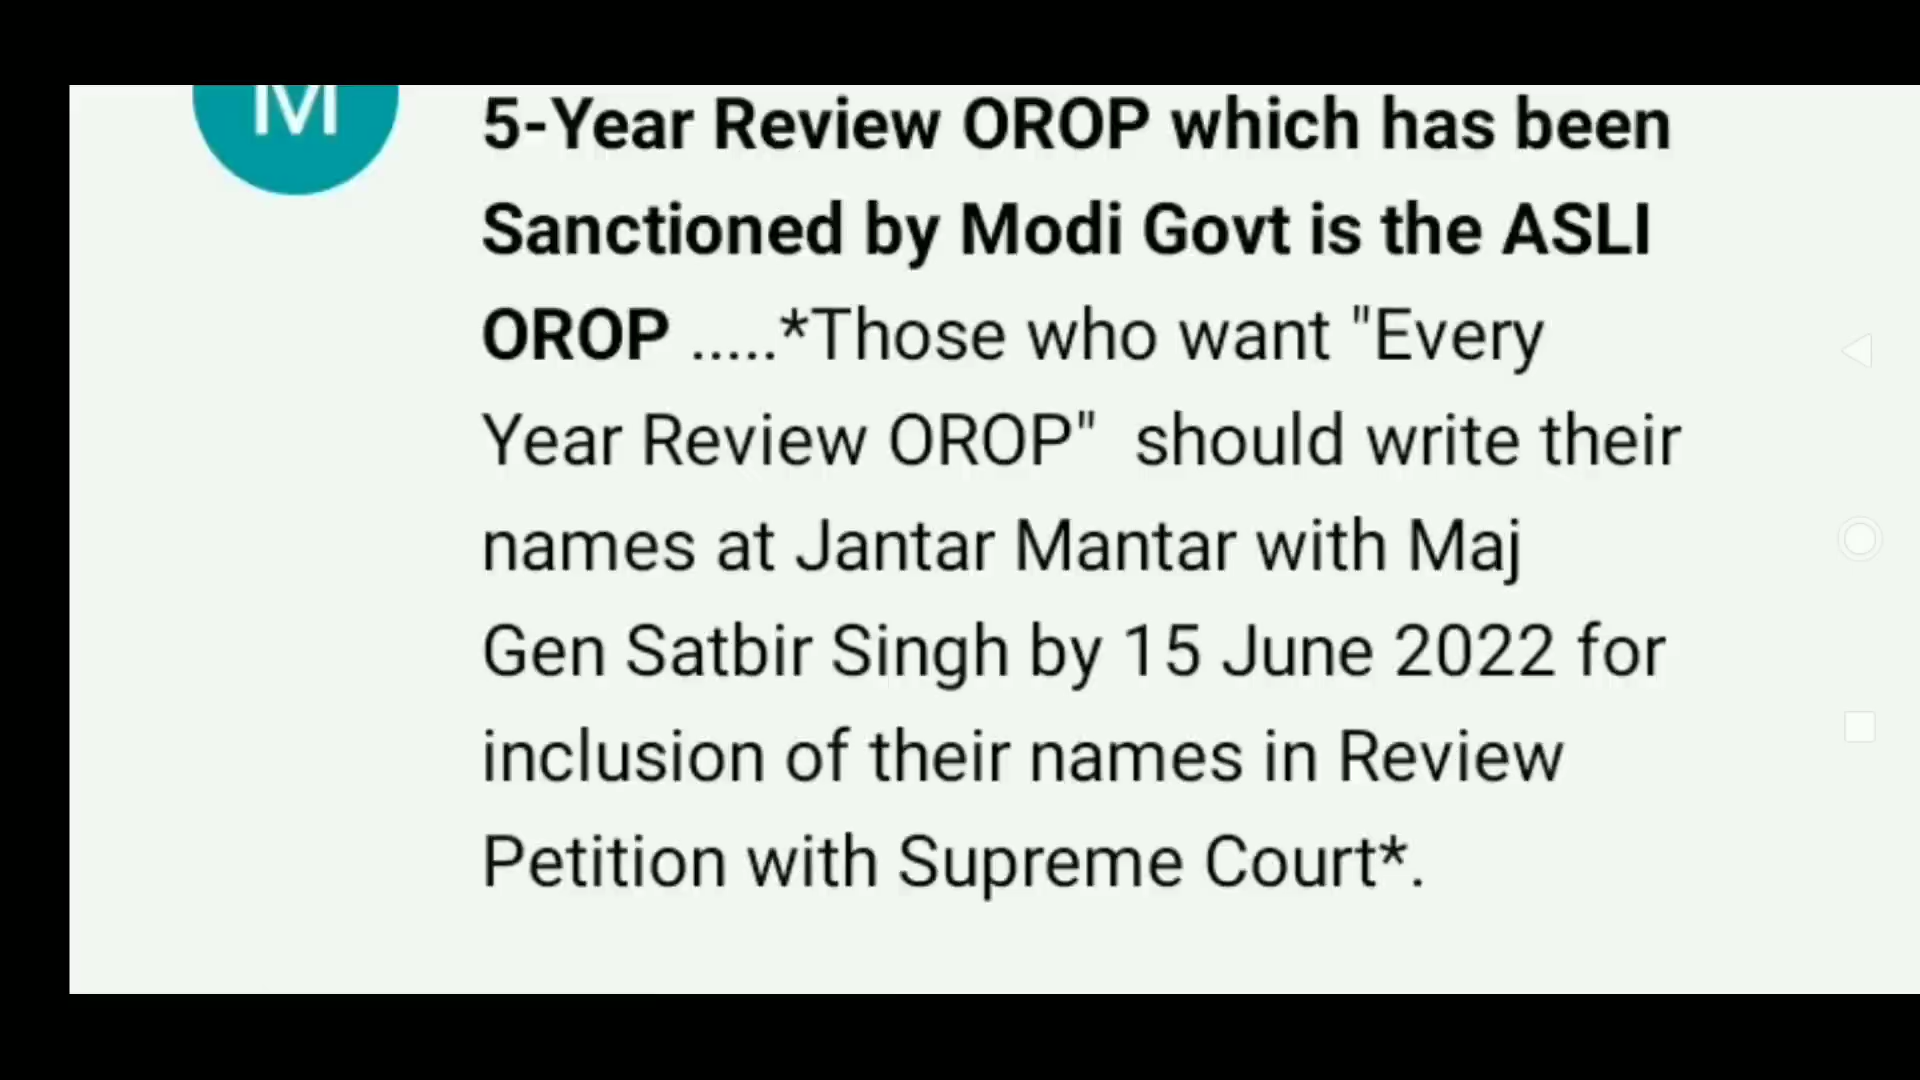 M
5-Year Review OROP which has been
Sanctioned by Modi Govt is the ASLI
OROP .....*Those who want "Every
Year Review OROP"  should write their
names at Jantar Mantar with Maj
Gen Satbir Singh by 15 June 2022 for
inclusion of their names in Review
Petition with Supreme Court*.